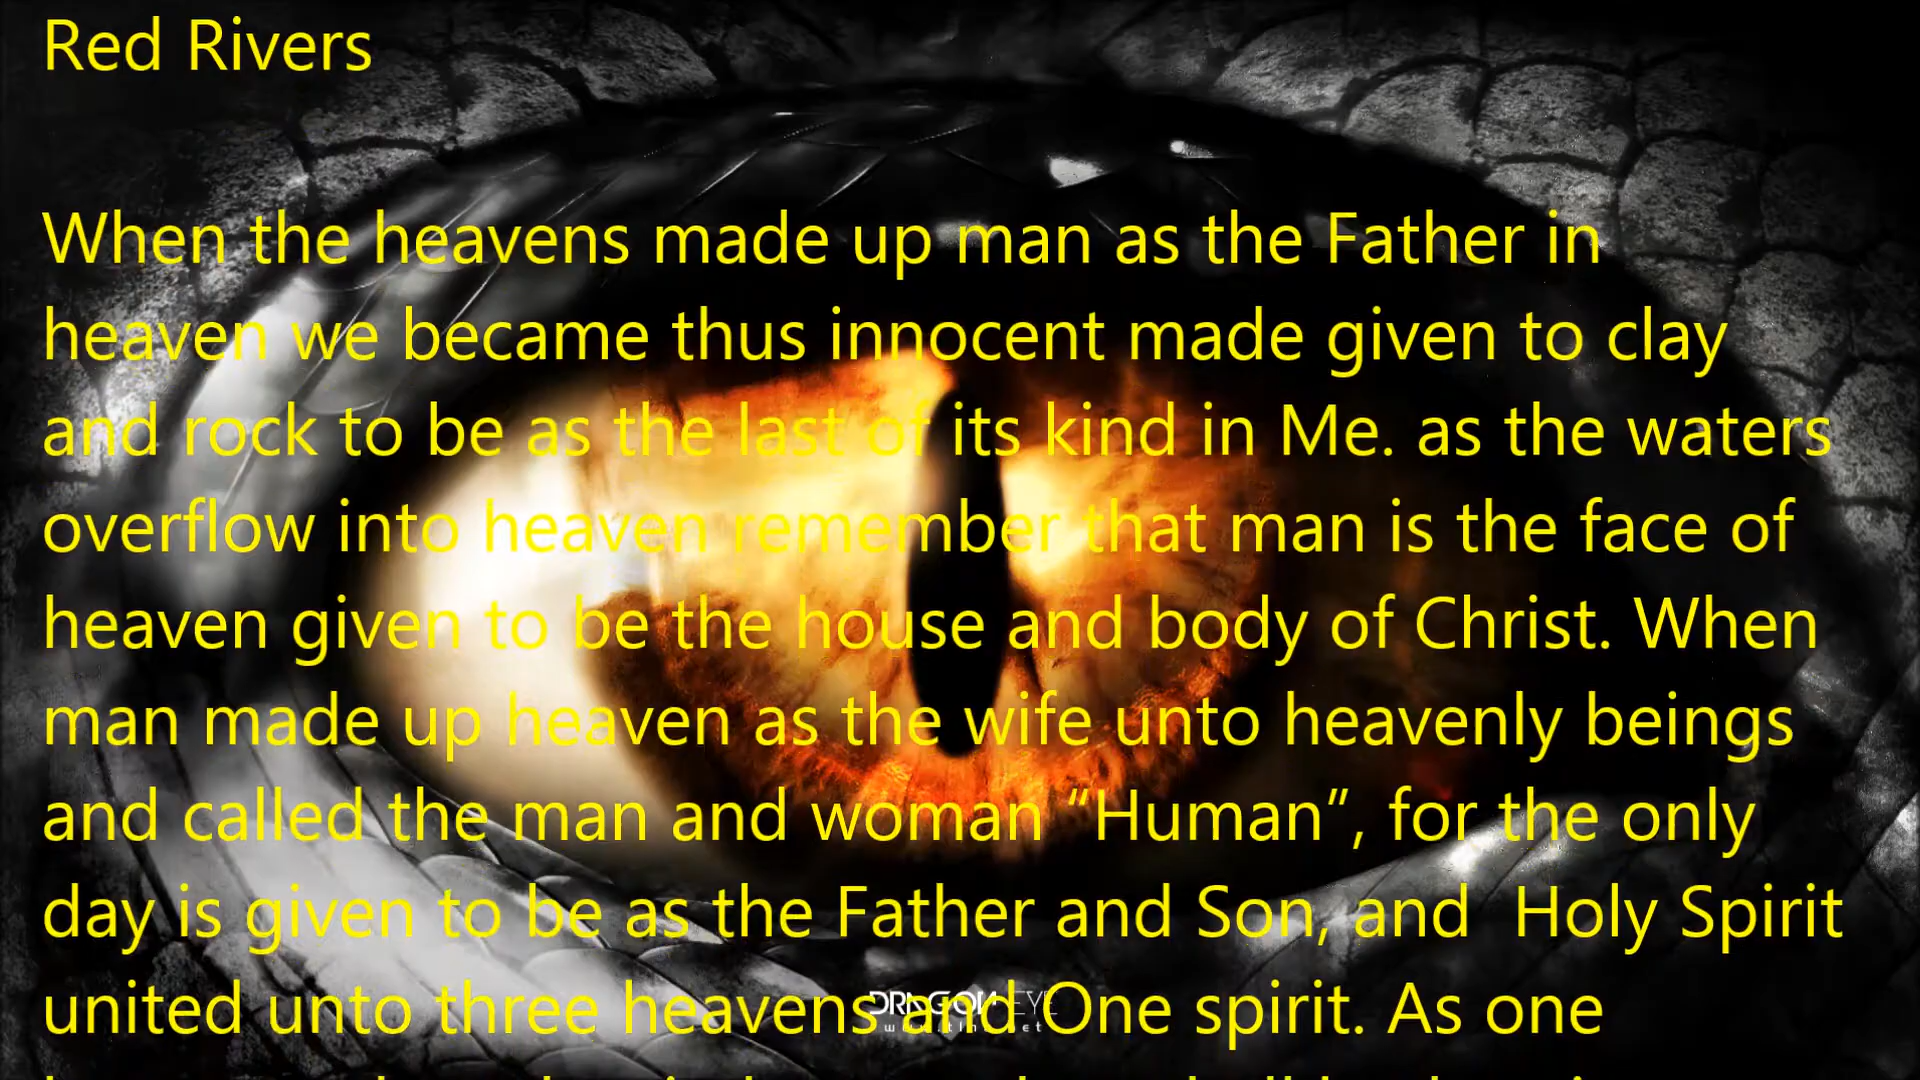 Red Rivers
When the heavens made up man as the Father in
heaven we became thus innocent made given to clay
and rock to be as the last of its kind in Me. as the waters
overflow into heaven remember that man is the face of
heaven given to be the house and body of Christ. When
man made up heaven as the wife unto heavenly beings
and called the man and woman “Human”, for the only
day is given to be as the Father and Son, and  Holy Spirit
united unto three heavens and One spirit. As one
DRAGON EYE